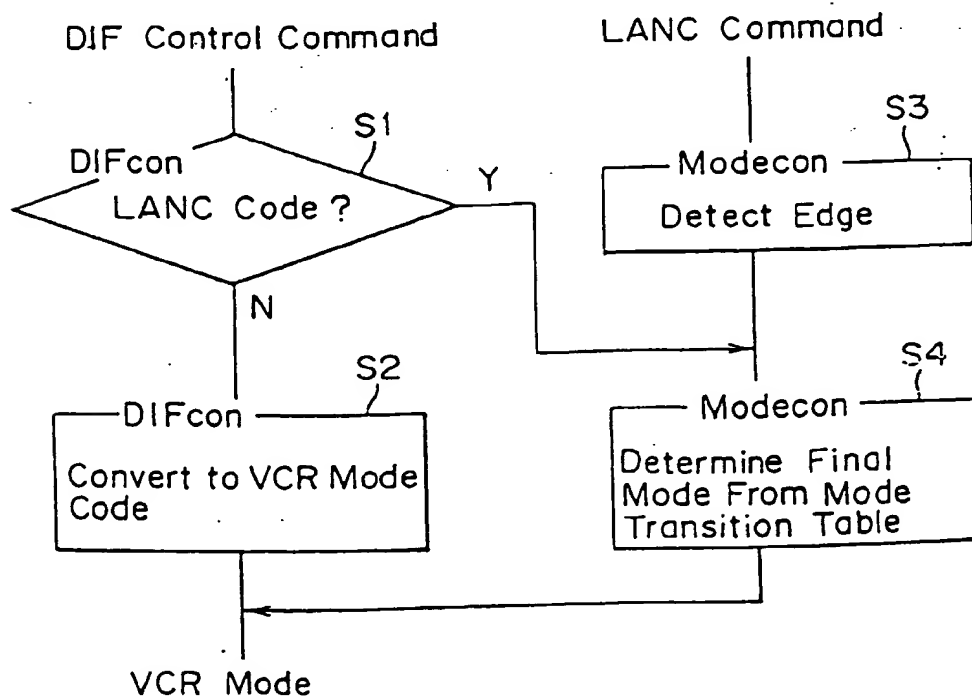 DIF Control Command
LANC Command
S1
S3
DIFcon
LANC Code?
Y
Modecon
Detect Edge
N
S2
S4
DIFcon
Convert to VCR Mode
Code
Modecon
Determine Final
Mode From Mode
Transition Table
VCR Mode